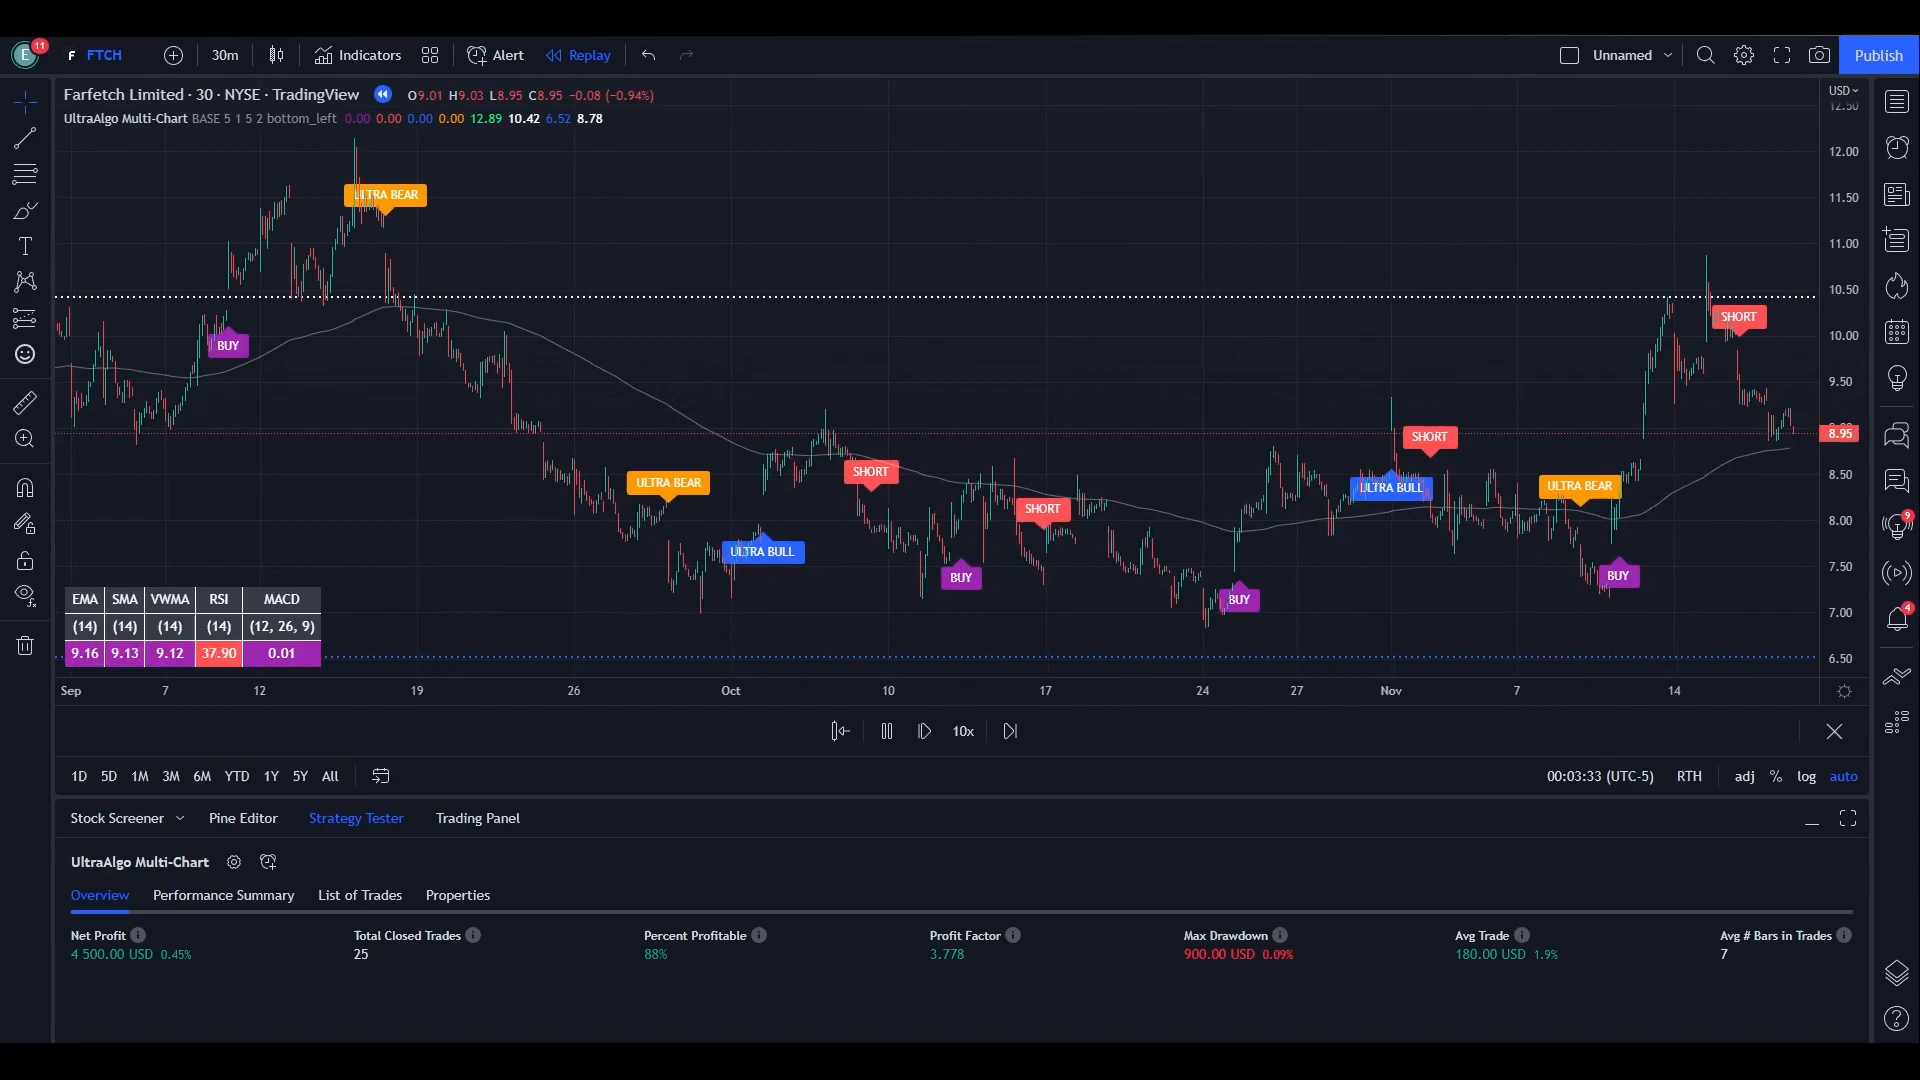 E 11 F FTCH 30m Indicators Alert Replay Unnamed Publish
Farfetch Limited · 30 · NYSE · TradingView O9.01 H9.03 L8.95 C8.95 −0.08 (−0.94%) USD
UltraAlgo Multi-Chart BASE 5 1 5 2 bottom_left 0.00 0.00 0.00 0.00 12.89 10.42 6.52 8.78
12.50
12.00
11.50
11.00
10.50
10.00
9.50
8.95
8.50
8.00
7.50
7.00
6.50
ULTRA BEAR
BUY
ULTRA BEAR
ULTRA BULL
SHORT
BUY
SHORT
BUY
ULTRA BULL
SHORT
ULTRA BEAR
BUY
SHORT
9
4
EMA SMA VWMA RSI MACD
(14) (14) (14) (14) (12, 26, 9)
9.16 9.13 9.12 37.90 0.01
Sep 7 12 19 26 Oct 10 17 24 27 Nov 7 14
10x
1D 5D 1M 3M 6M YTD 1Y 5Y All 00:03:33 (UTC-5) RTH adj % log auto
Stock Screener Pine Editor Strategy Tester Trading Panel
UltraAlgo Multi-Chart
Overview Performance Summary List of Trades Properties
Net Profit Total Closed Trades Percent Profitable Profit Factor Max Drawdown Avg Trade Avg # Bars in Trades
4 500.00 USD 0.45% 25 88% 3.778 900.00 USD 0.09% 180.00 USD 1.9% 7